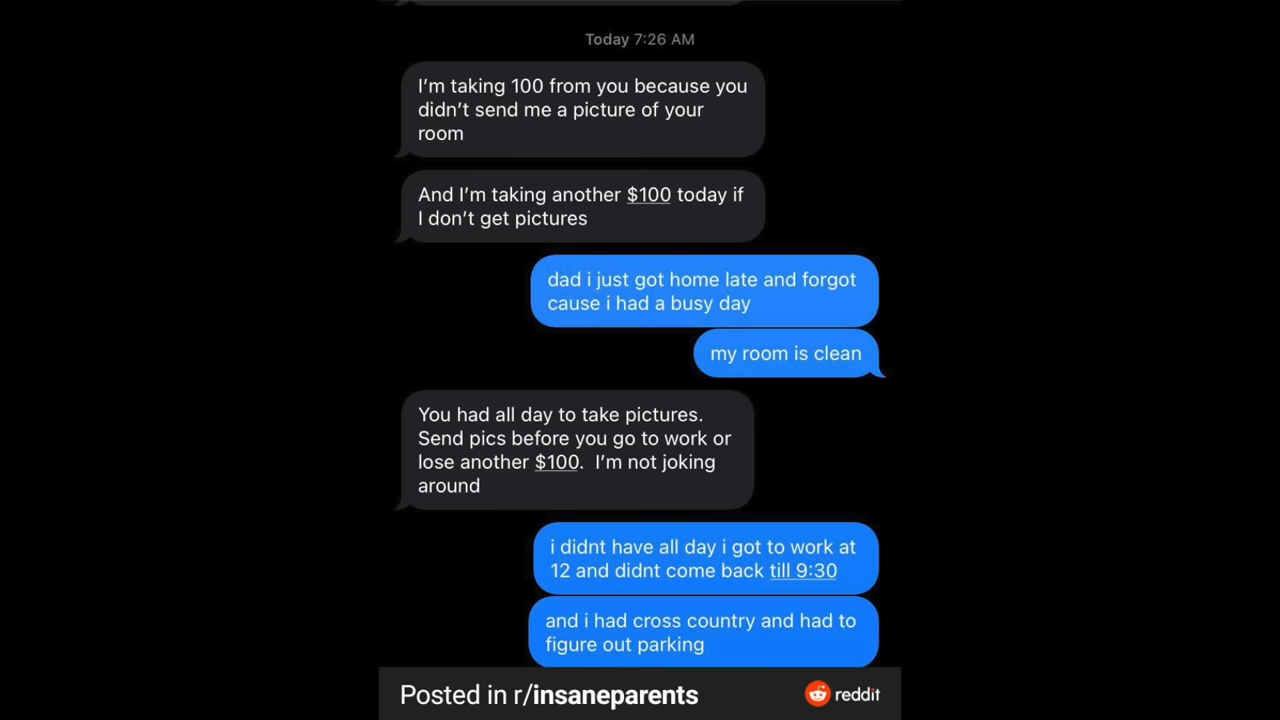 Today 7:26 AM
I'm taking 100 from you because you
didn't send me a picture of your
room
And I'm taking another $100 today if
I don't get pictures
dad i just got home late and forgot
cause i had a busy day
my room is clean
You had all day to take pictures.
Send pics before you go to work or
lose another $100.  I'm not joking
around
i didnt have all day i got to work at
12 and didnt come back till 9:30
and i had cross country and had to
figure out parking
Posted in r/insaneparents
reddit